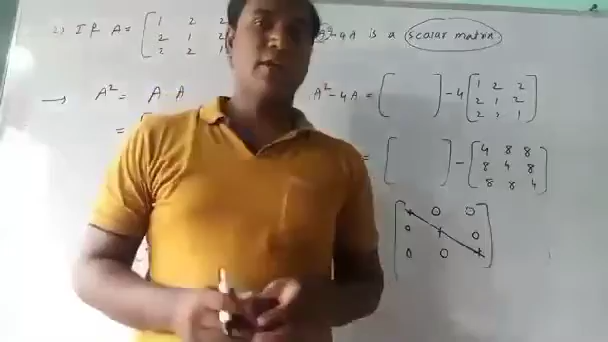 2) If A = [ 1 2 2
2 1 2
2 2 1 -4A is a scalar matrix
→ A² = A . A
= [
A² - 4A = [ ] - 4 [ 1 2 2
2 1 2
2 2 1 ]
= [ ] - [ 4 8 8
8 4 8
8 8 4 ]
[ 0 0
0 0
0 0 ]